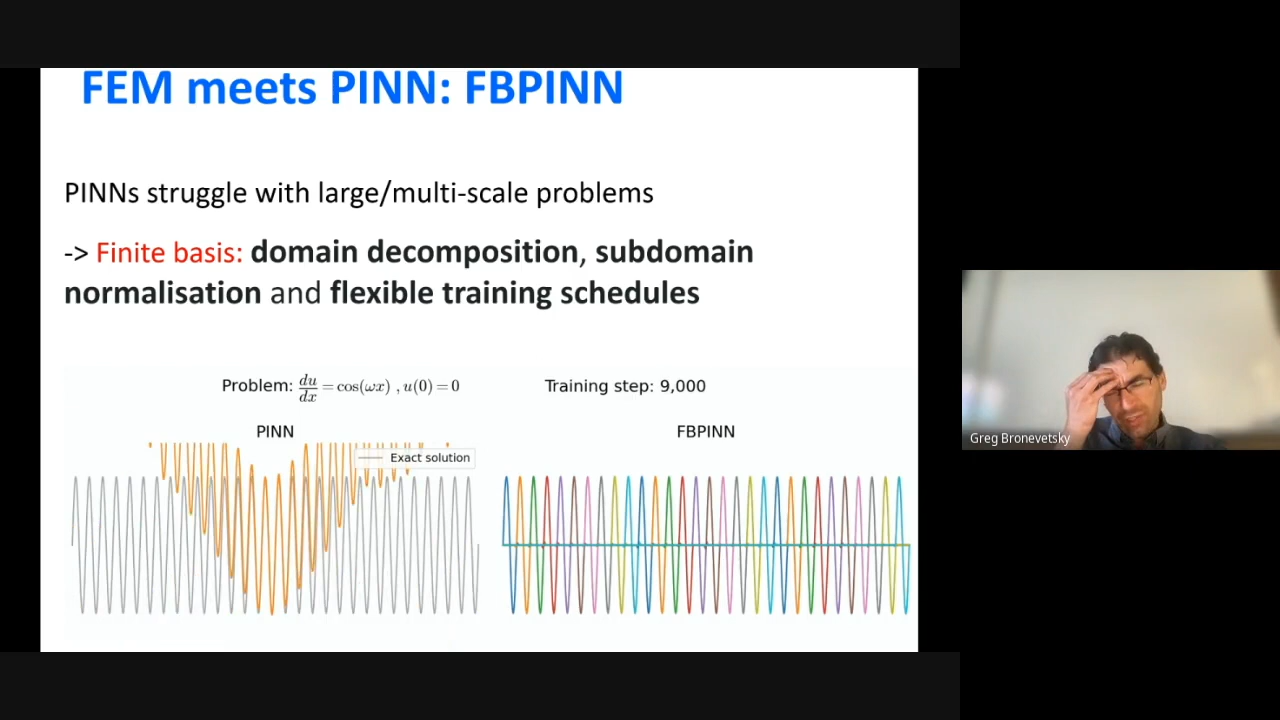 FEM meets PINN: FBPINN
PINNs struggle with large/multi-scale problems
-> Finite basis: domain decomposition, subdomain
normalisation and flexible training schedules
Problem: du/dx = cos(ωx) , u(0) = 0
Training step: 9,000
PINN
FBPINN
Exact solution
Greg Bronevetsky